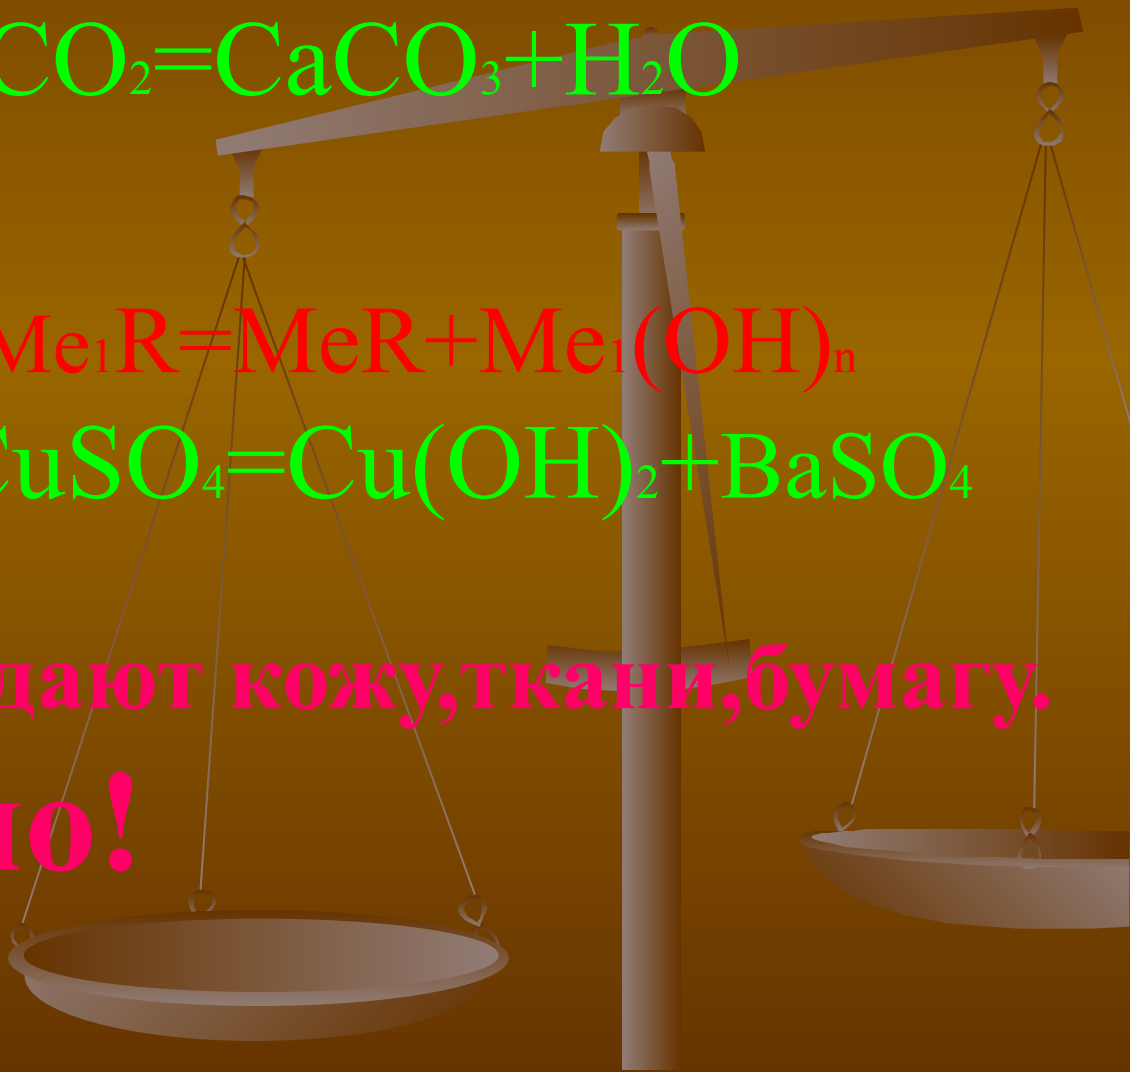 CO₂=CaCO₃+H₂O
Me₁R=MeR+Me₁(OH)ₙ
CuSO₄=Cu(OH)₂+BaSO₄
дают кожу,ткани,бумагу.
но!